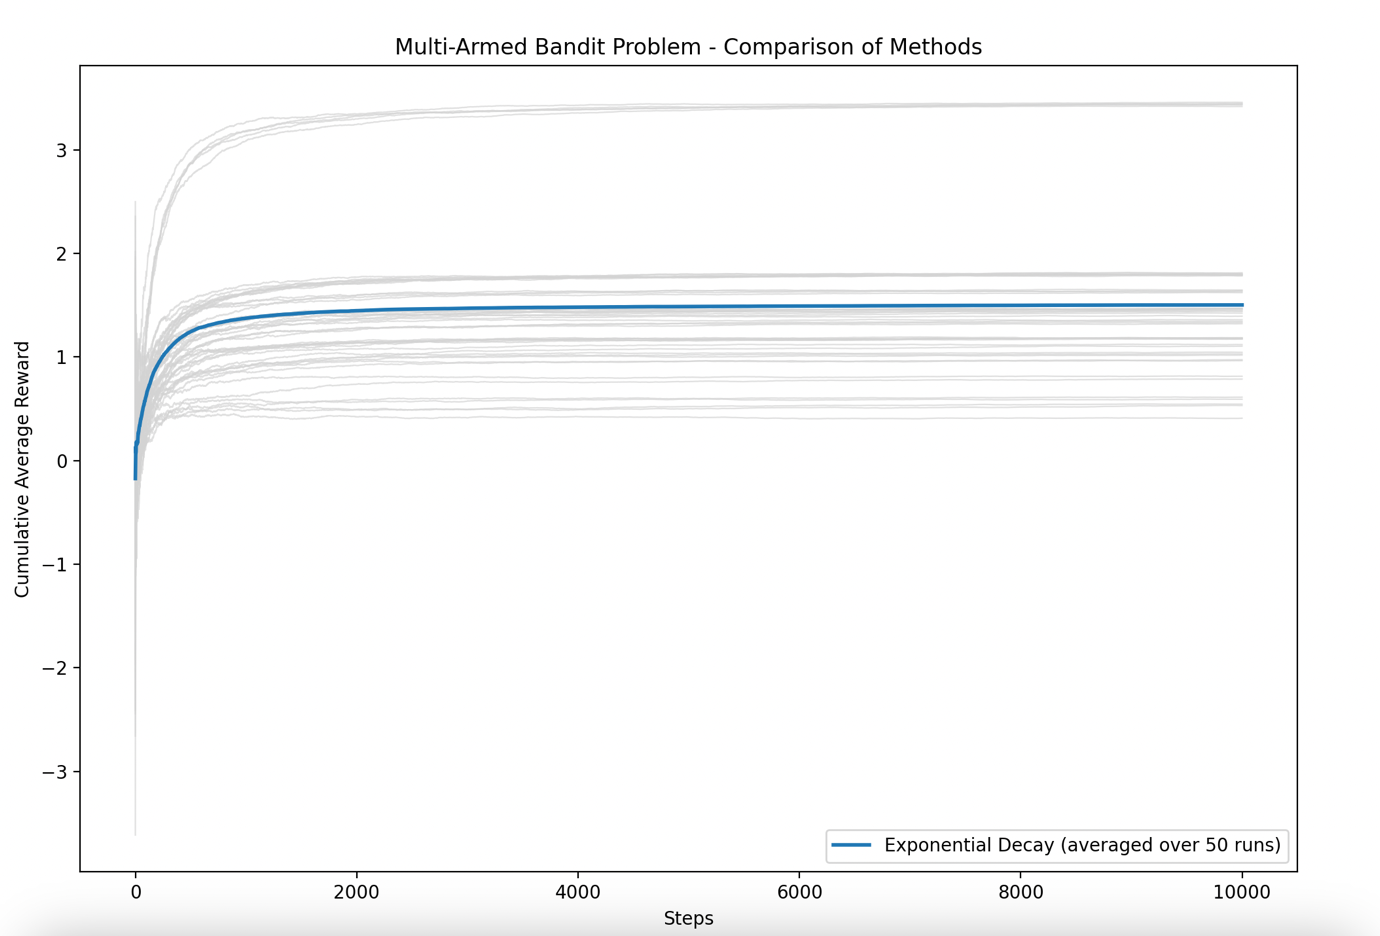 Multi-Armed Bandit Problem - Comparison of Methods
3
2
1
0
−1
−2
−3
Cumulative Average Reward
Exponential Decay (averaged over 50 runs)
0 2000 4000 6000 8000 10000
Steps